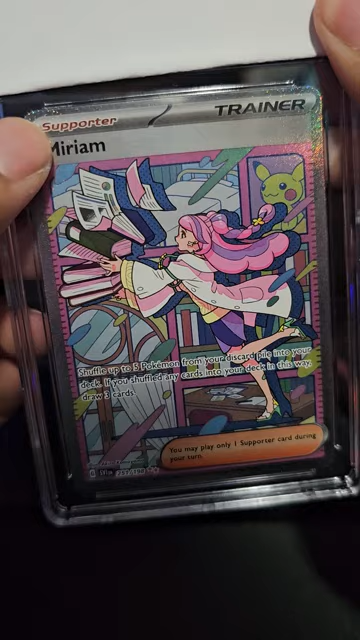 Supporter
TRAINER
Miriam
Shuffle up to 5 Pokémon from your discard pile into your
deck. If you shuffled any cards into your deck in this way,
draw 3 cards.
You may play only 1 Supporter card during
your turn.